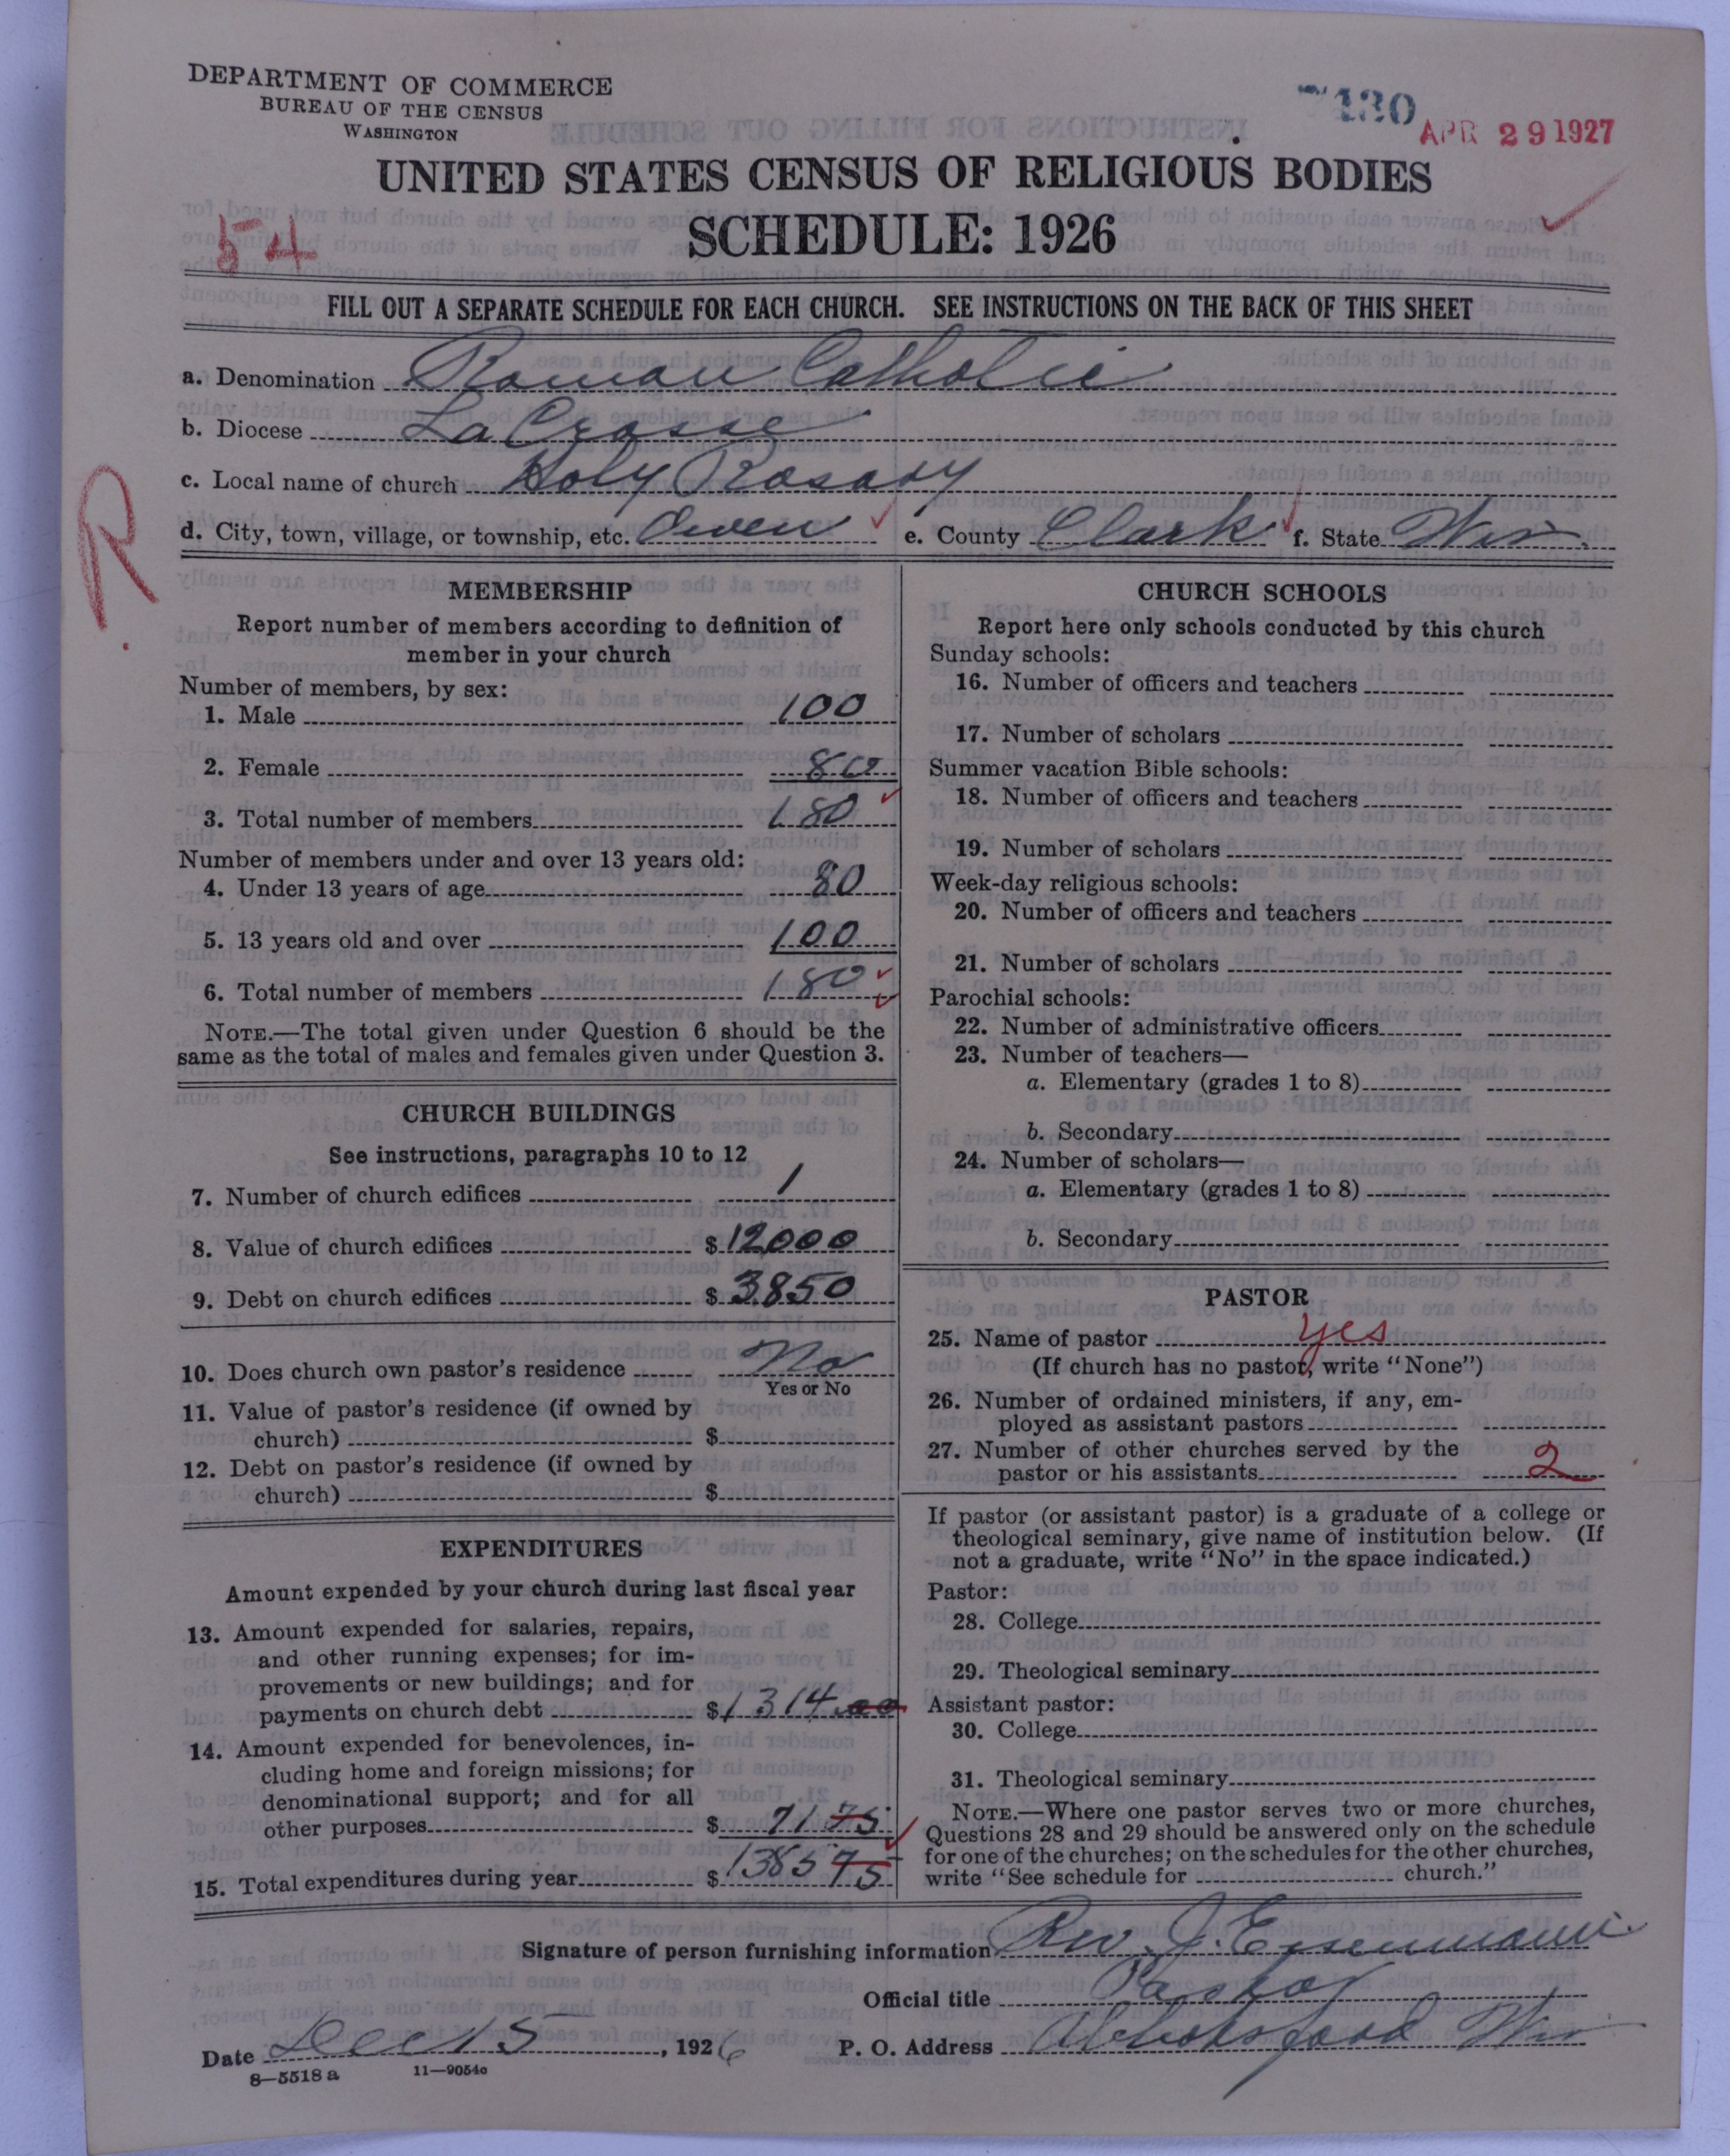 DEPARTMENT OF COMMERCE
BUREAU OF THE CENSUS
WASHINGTON
7130
APR 29 1927
UNITED STATES CENSUS OF RELIGIOUS BODIES
SCHEDULE: 1926
54
FILL OUT A SEPARATE SCHEDULE FOR EACH CHURCH. SEE INSTRUCTIONS ON THE BACK OF THIS SHEET
a. Denomination Roman Catholic
b. Diocese La Crosse
c. Local name of church Holy Rosary
d. City, town, village, or township, etc. Owen e. County Clark f. State Wis.
R
MEMBERSHIP
Report number of members according to definition of
member in your church
Number of members, by sex:
1. Male 100
2. Female 80
3. Total number of members 180
Number of members under and over 13 years old:
4. Under 13 years of age 80
5. 13 years old and over 100
6. Total number of members 180
NOTE.—The total given under Question 6 should be the
same as the total of males and females given under Question 3.
CHURCH BUILDINGS
See instructions, paragraphs 10 to 12
7. Number of church edifices 1
8. Value of church edifices $12000
9. Debt on church edifices $3850
10. Does church own pastor's residence No
Yes or No
11. Value of pastor's residence (if owned by
church) $
12. Debt on pastor's residence (if owned by
church) $
EXPENDITURES
Amount expended by your church during last fiscal year
13. Amount expended for salaries, repairs,
and other running expenses; for im-
provements or new buildings; and for
payments on church debt $1314 00
14. Amount expended for benevolences, in-
cluding home and foreign missions; for
denominational support; and for all
other purposes $71 75
15. Total expenditures during year $1385 75
CHURCH SCHOOLS
Report here only schools conducted by this church
Sunday schools:
16. Number of officers and teachers
17. Number of scholars
Summer vacation Bible schools:
18. Number of officers and teachers
19. Number of scholars
Week-day religious schools:
20. Number of officers and teachers
21. Number of scholars
Parochial schools:
22. Number of administrative officers
23. Number of teachers—
a. Elementary (grades 1 to 8)
b. Secondary
24. Number of scholars—
a. Elementary (grades 1 to 8)
b. Secondary
PASTOR
25. Name of pastor yes
(If church has no pastor, write "None")
26. Number of ordained ministers, if any, em-
ployed as assistant pastors
27. Number of other churches served by the
pastor or his assistants 2
If pastor (or assistant pastor) is a graduate of a college or
theological seminary, give name of institution below. (If
not a graduate, write "No" in the space indicated.)
Pastor:
28. College
29. Theological seminary
Assistant pastor:
30. College
31. Theological seminary
NOTE.—Where one pastor serves two or more churches,
Questions 28 and 29 should be answered only on the schedule
for one of the churches; on the schedules for the other churches,
write "See schedule for church."
Signature of person furnishing information Rev. J. Eisenmann
Official title Pastor
Date Dec 15, 1926 P. O. Address Abbotsford Wis
8—5518 a 11—9054c